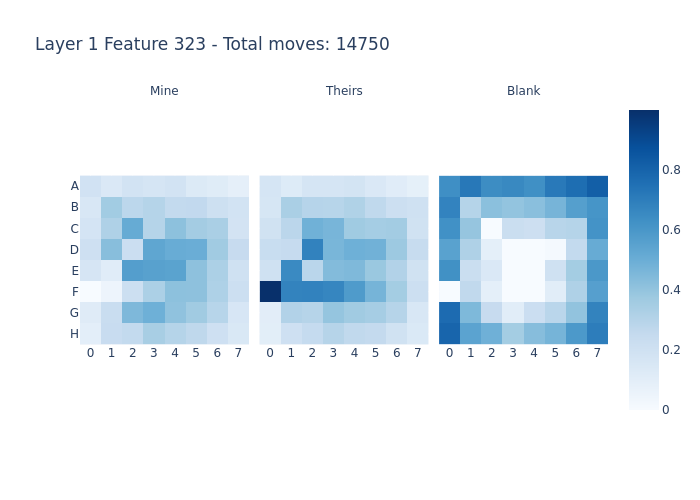 Layer 1 Feature 323 - Total moves: 14750
Mine Theirs Blank
A
B
C
D
E
F
G
H
0 1 2 3 4 5 6 7 0 1 2 3 4 5 6 7 0 1 2 3 4 5 6 7
0.8
0.6
0.4
0.2
0